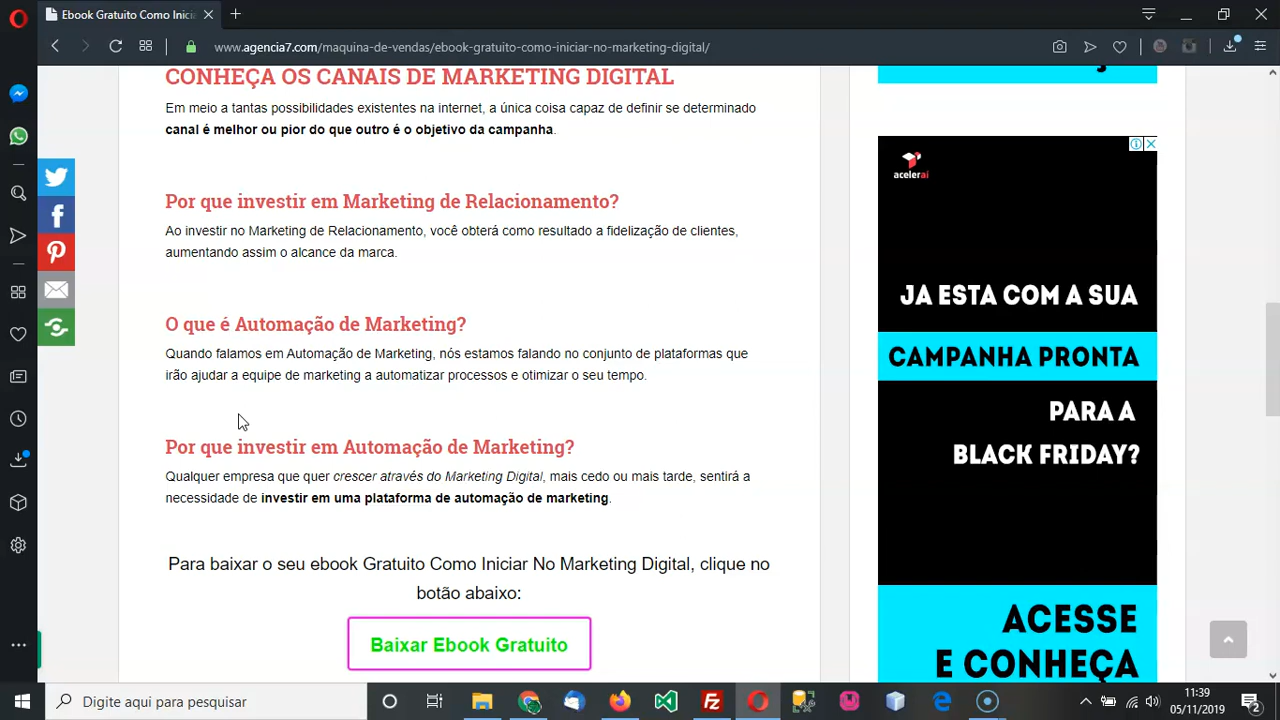 Ebook Gratuito Como Inici
www.agencia7.com/maquina-de-vendas/ebook-gratuito-como-iniciar-no-marketing-digital/
CONHEÇA OS CANAIS DE MARKETING DIGITAL
Em meio a tantas possibilidades existentes na internet, a única coisa capaz de definir se determinado
canal é melhor ou pior do que outro é o objetivo da campanha.
Por que investir em Marketing de Relacionamento?
Ao investir no Marketing de Relacionamento, você obterá como resultado a fidelização de clientes,
aumentando assim o alcance da marca.
O que é Automação de Marketing?
Quando falamos em Automação de Marketing, nós estamos falando no conjunto de plataformas que
irão ajudar a equipe de marketing a automatizar processos e otimizar o seu tempo.
Por que investir em Automação de Marketing?
Qualquer empresa que quer crescer através do Marketing Digital, mais cedo ou mais tarde, sentirá a
necessidade de investir em uma plataforma de automação de marketing.
Para baixar o seu ebook Gratuito Como Iniciar No Marketing Digital, clique no
botão abaixo:
Baixar Ebook Gratuito
aceleraí
JA ESTA COM A SUA
CAMPANHA PRONTA
PARA A
BLACK FRIDAY?
ACESSE
E CONHEÇA
Digite aqui para pesquisar
11:39
05/11/2019
2